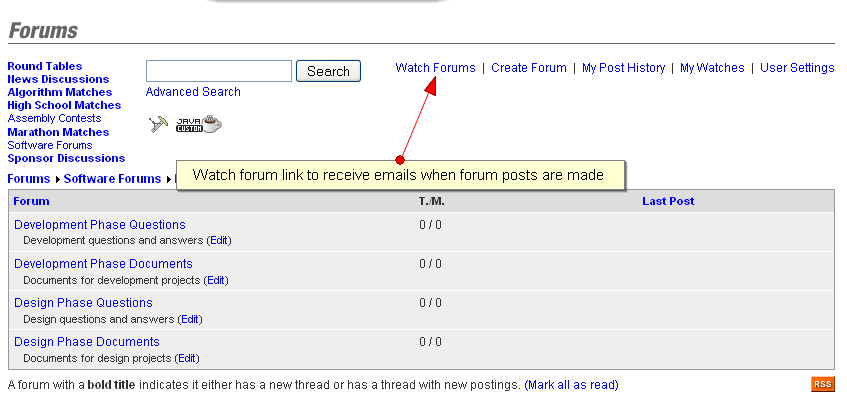 Forums
Round Tables
News Discussions
Algorithm Matches
High School Matches
Assembly Contests
Marathon Matches
Software Forums
Sponsor Discussions
Search
Advanced Search
JAVA
CUSTOM
Watch Forums | Create Forum | My Post History | My Watches | User Settings
Watch forum link to receive emails when forum posts are made
Forums Software Forums
Forum T./M. Last Post
Development Phase Questions 0 / 0
Development questions and answers (Edit)
Development Phase Documents 0 / 0
Documents for development projects (Edit)
Design Phase Questions 0 / 0
Design questions and answers (Edit)
Design Phase Documents 0 / 0
Documents for design projects (Edit)
A forum with a bold title indicates it either has a new thread or has a thread with new postings. (Mark all as read)
RSS